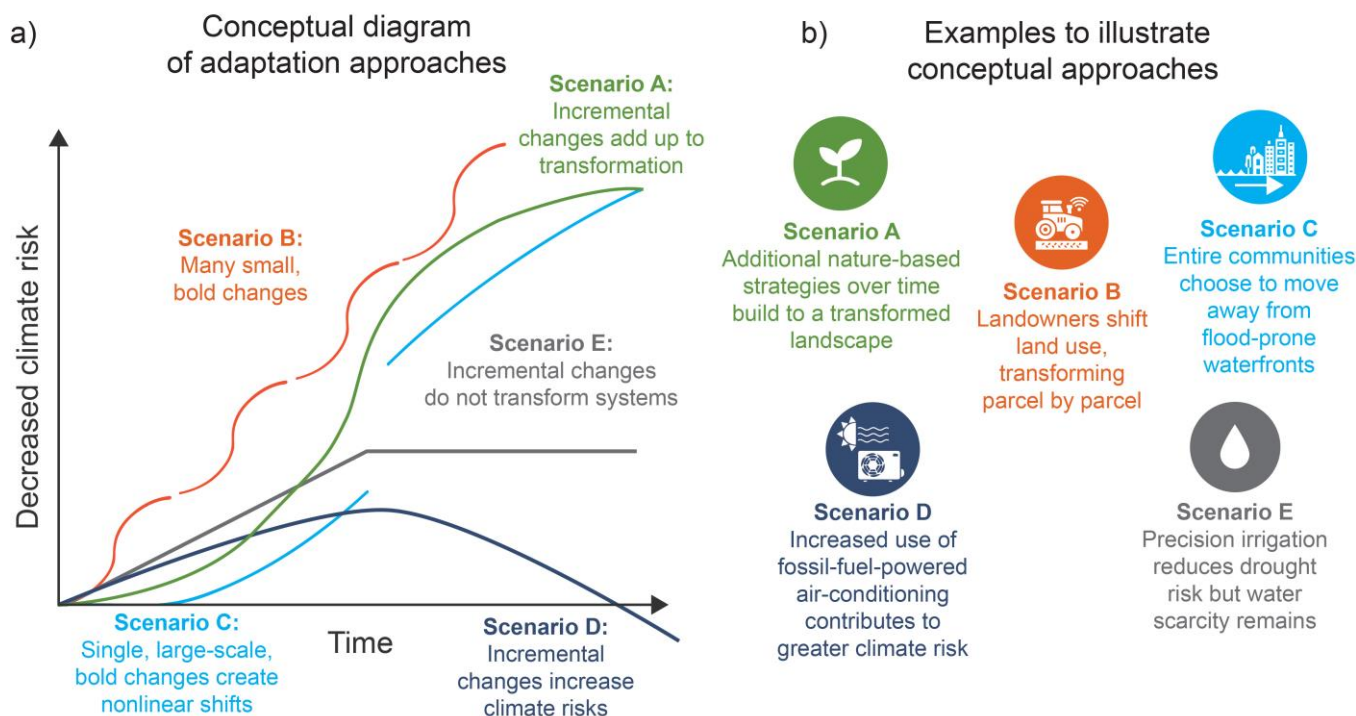 a)
Conceptual diagram
of adaptation approaches
Decreased climate risk
Time
Scenario A:
Incremental
changes add up to
transformation
Scenario B:
Many small,
bold changes
Scenario E:
Incremental changes
do not transform systems
Scenario C:
Single, large-scale,
bold changes create
nonlinear shifts
Scenario D:
Incremental
changes increase
climate risks
b)
Examples to illustrate
conceptual approaches
Scenario A
Additional nature-based
strategies over time
build to a transformed
landscape
Scenario B
Landowners shift
land use,
transforming
parcel by parcel
Scenario C
Entire communities
choose to move
away from
flood-prone
waterfronts
Scenario D
Increased use of
fossil-fuel-powered
air-conditioning
contributes to
greater climate risk
Scenario E
Precision irrigation
reduces drought
risk but water
scarcity remains